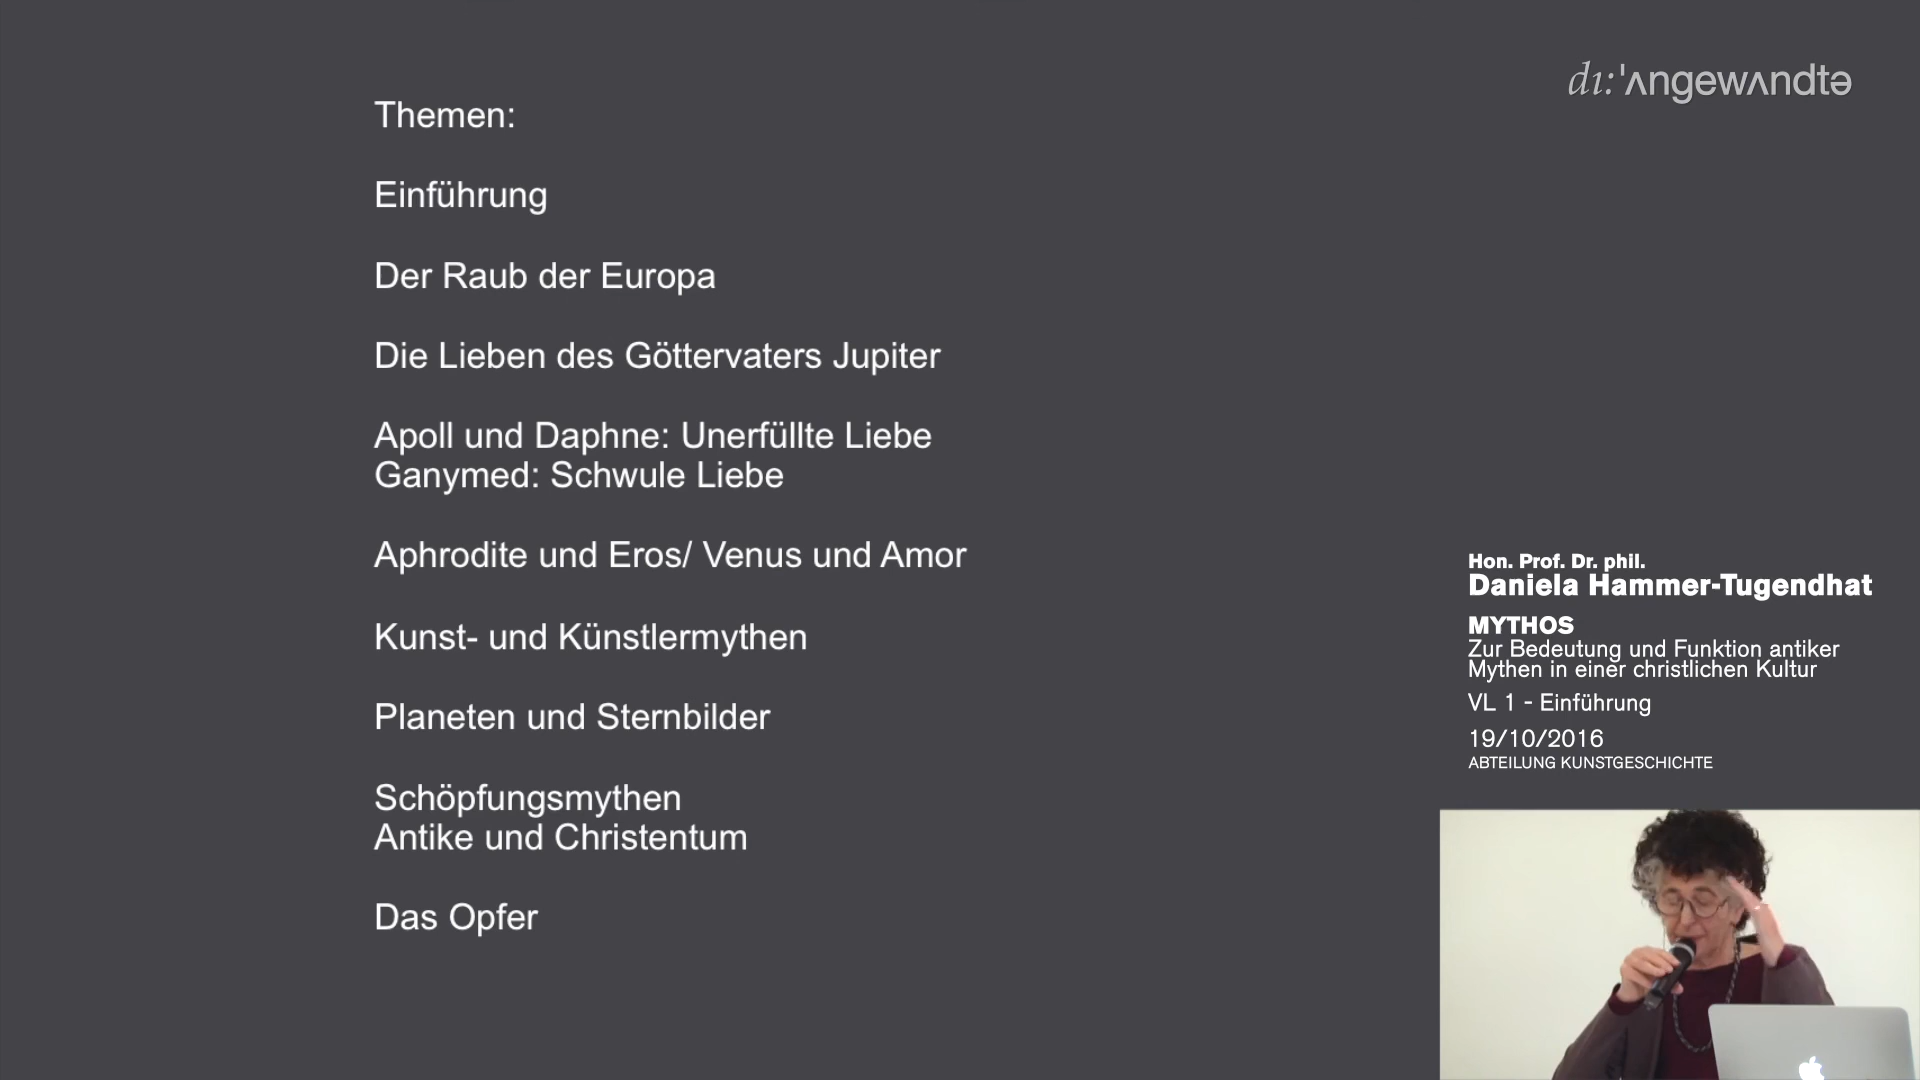 dı:'ʌngewʌndtə
Themen:
Einführung
Der Raub der Europa
Die Lieben des Göttervaters Jupiter
Apoll und Daphne: Unerfüllte Liebe
Ganymed: Schwule Liebe
Aphrodite und Eros/ Venus und Amor
Kunst- und Künstlermythen
Planeten und Sternbilder
Schöpfungsmythen
Antike und Christentum
Das Opfer
Hon. Prof. Dr. phil.
Daniela Hammer-Tugendhat
MYTHOS
Zur Bedeutung und Funktion antiker
Mythen in einer christlichen Kultur
VL 1 - Einführung
19/10/2016
ABTEILUNG KUNSTGESCHICHTE